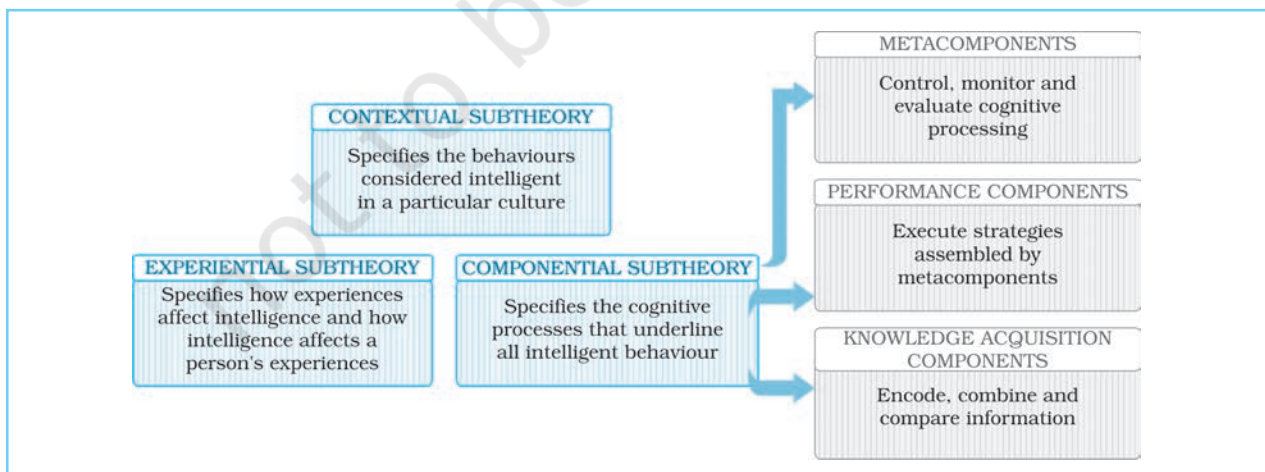 CONTEXTUAL SUBTHEORY
Specifies the behaviours
considered intelligent
in a particular culture
EXPERIENTIAL SUBTHEORY
Specifies how experiences
affect intelligence and how
intelligence affects a
person's experiences
COMPONENTIAL SUBTHEORY
Specifies the cognitive
processes that underline
all intelligent behaviour
METACOMPONENTS
Control, monitor and
evaluate cognitive
processing
PERFORMANCE COMPONENTS
Execute strategies
assembled by
metacomponents
KNOWLEDGE ACQUISITION
COMPONENTS
Encode, combine and
compare information
not to b